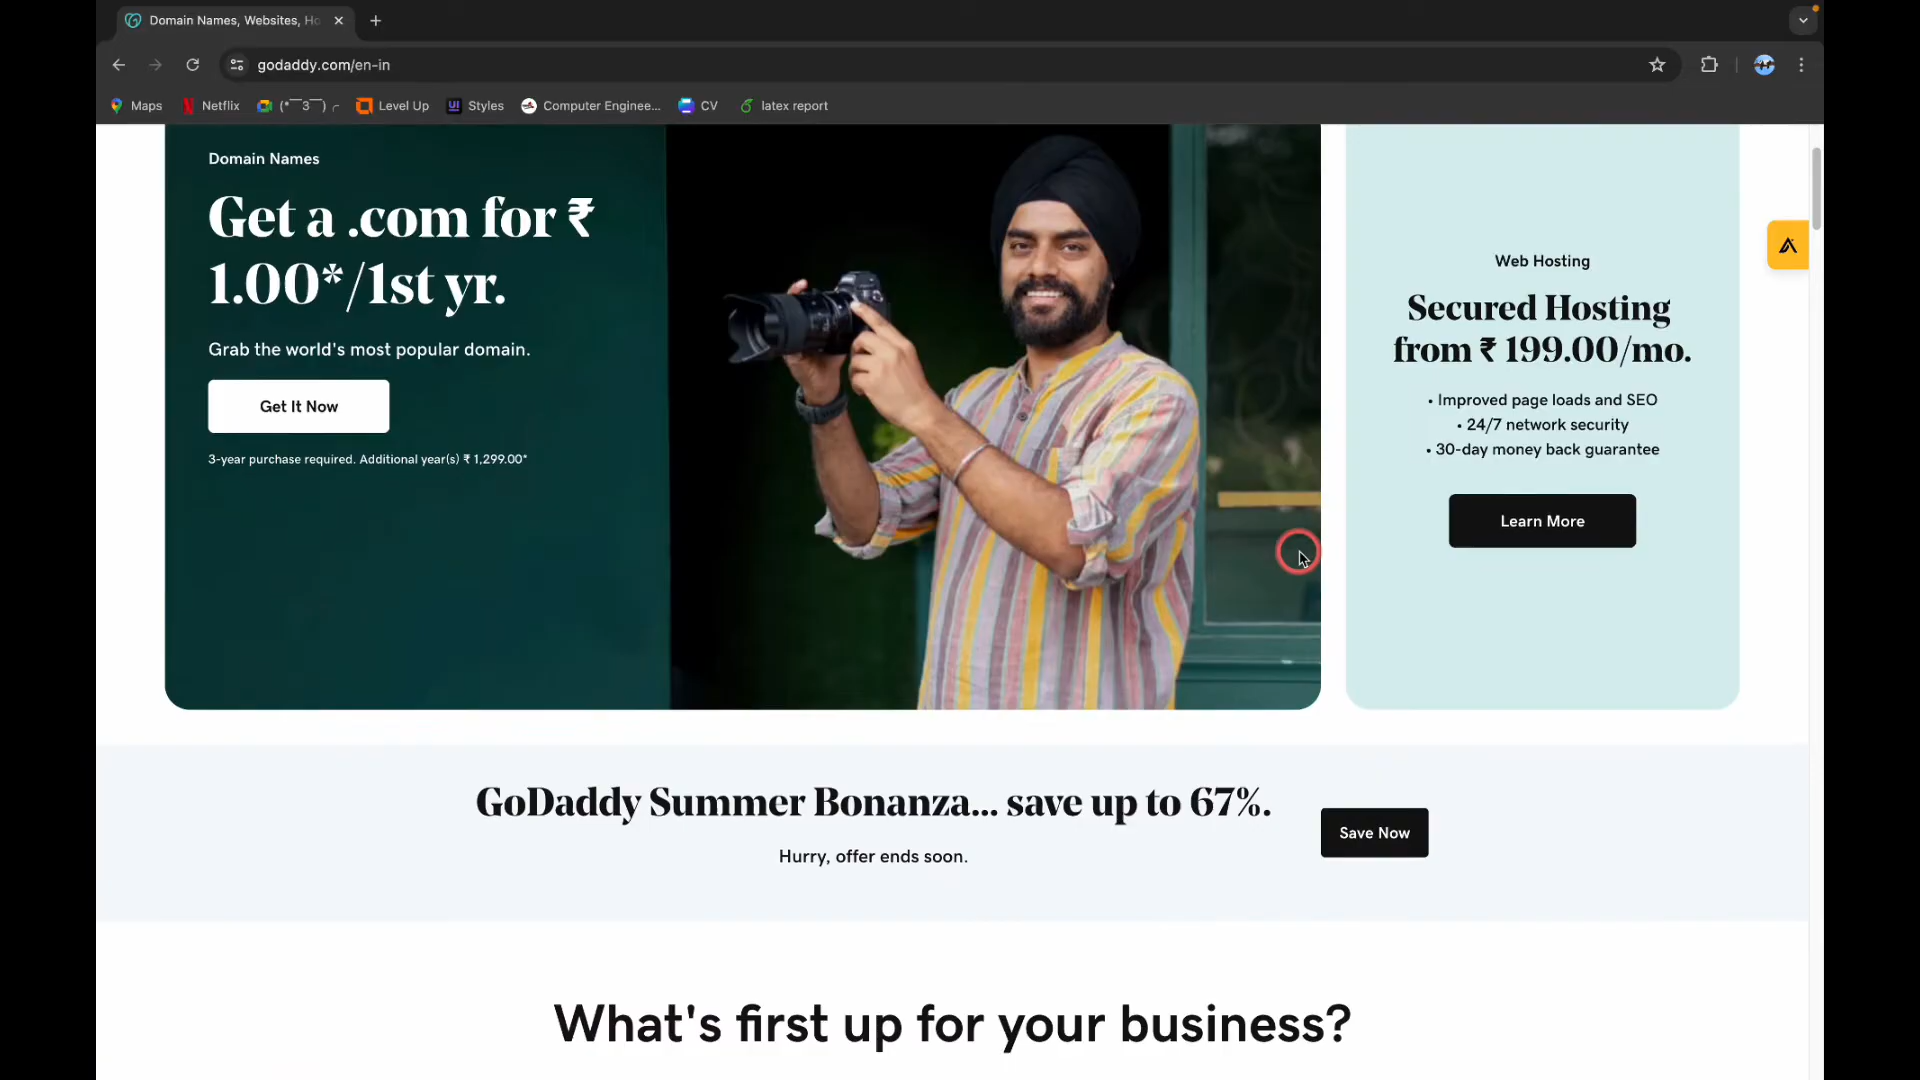 Domain Names, Websites, Ho
godaddy.com/en-in
Maps
Netflix
Level Up
Styles
Computer Enginee...
CV
latex report
Domain Names
Get a .com for ₹
1.00*/1st yr.
Grab the world's most popular domain.
Get It Now
3-year purchase required. Additional year(s) ₹ 1,299.00*
Web Hosting
Secured Hosting
from ₹ 199.00/mo.
• Improved page loads and SEO
• 24/7 network security
• 30-day money back guarantee
Learn More
GoDaddy Summer Bonanza... save up to 67%.
Hurry, offer ends soon.
Save Now
What's first up for your business?